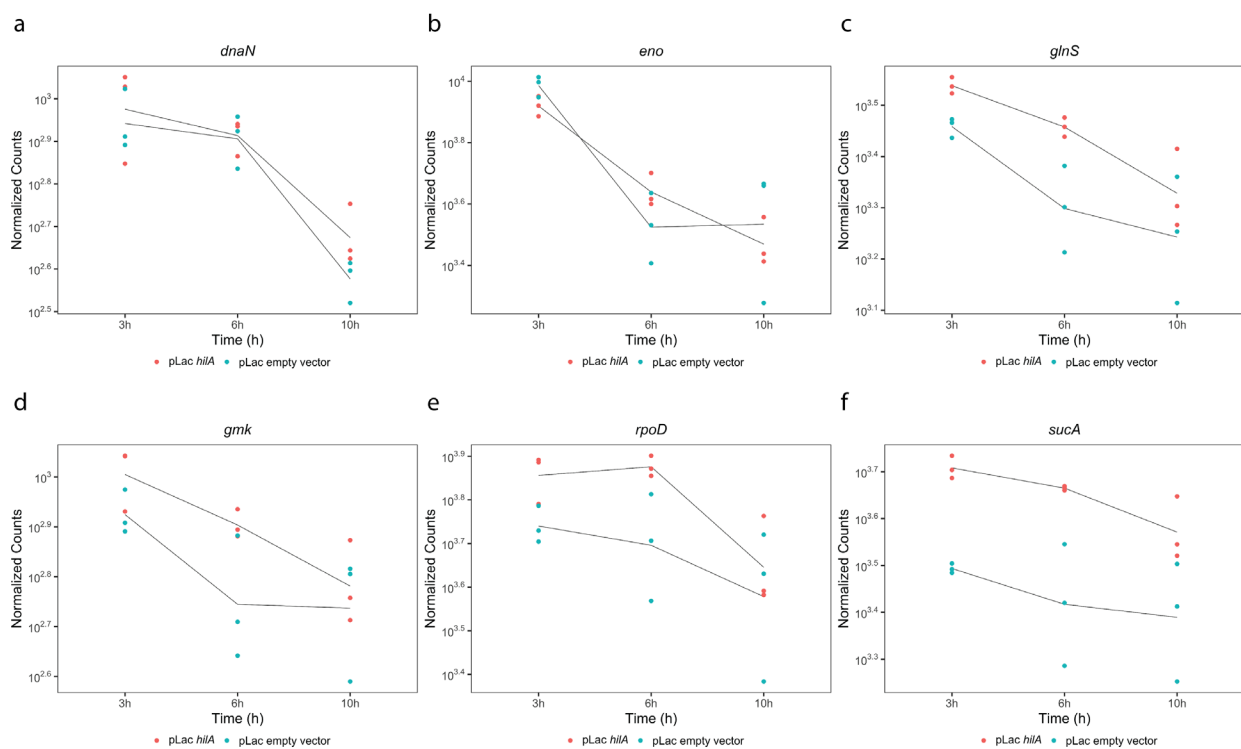 a
dnaN
Normalized Counts
10^3
10^2.9
10^2.8
10^2.7
10^2.6
10^2.5
3h 6h 10h
Time (h)
pLac hilA pLac empty vector
b
eno
Normalized Counts
10^4
10^3.8
10^3.6
10^3.4
3h 6h 10h
Time (h)
pLac hilA pLac empty vector
c
glnS
Normalized Counts
10^3.5
10^3.4
10^3.3
10^3.2
10^3.1
3h 6h 10h
Time (h)
pLac hilA pLac empty vector
d
gmk
Normalized Counts
10^3
10^2.9
10^2.8
10^2.7
10^2.6
3h 6h 10h
Time (h)
pLac hilA pLac empty vector
e
rpoD
Normalized Counts
10^3.9
10^3.8
10^3.7
10^3.6
10^3.5
10^3.4
3h 6h 10h
Time (h)
pLac hilA pLac empty vector
f
sucA
Normalized Counts
10^3.7
10^3.6
10^3.5
10^3.4
10^3.3
3h 6h 10h
Time (h)
pLac hilA pLac empty vector